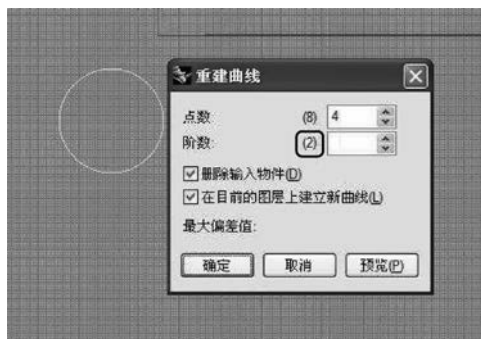 重建曲线
点数: (8) 4
阶数: (2)
删除输入物件(D)
在目前的图层上建立新曲线(L)
最大偏差值:
确定 取消 预览(P)